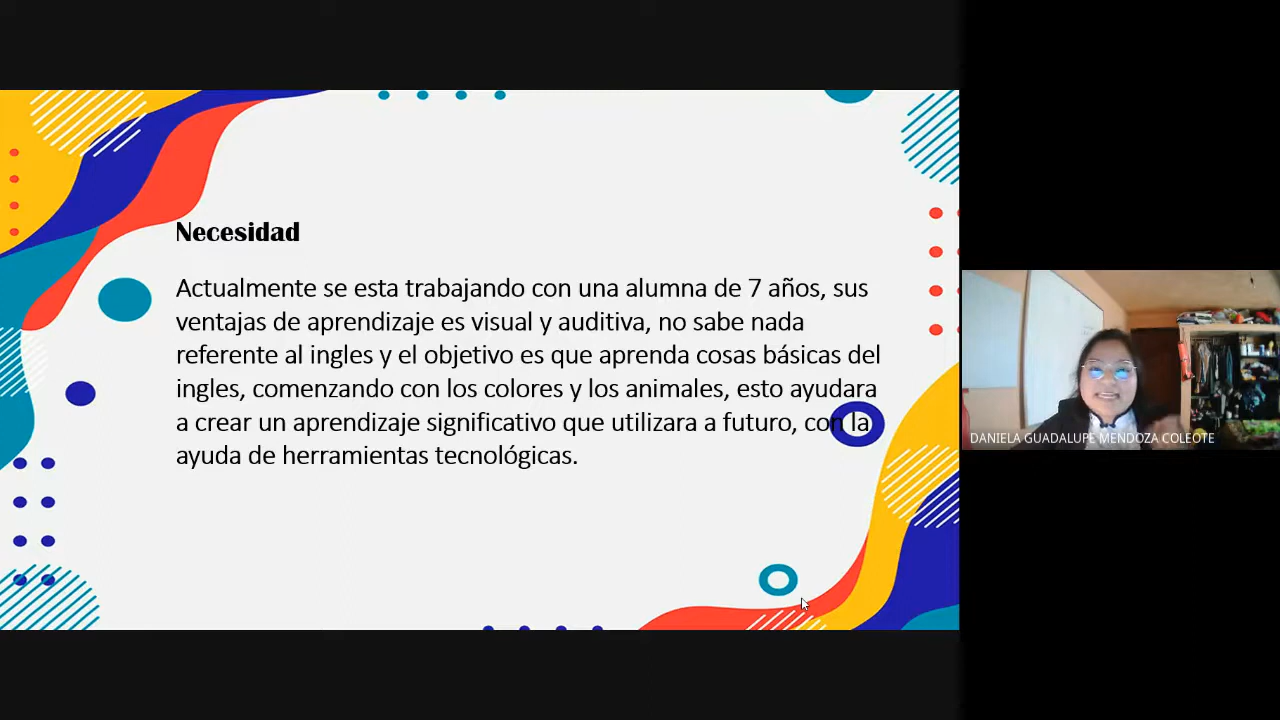 Necesidad
Actualmente se esta trabajando con una alumna de 7 años, sus
ventajas de aprendizaje es visual y auditiva, no sabe nada
referente al ingles y el objetivo es que aprenda cosas básicas del
ingles, comenzando con los colores y los animales, esto ayudara
a crear un aprendizaje significativo que utilizara a futuro, con la
ayuda de herramientas tecnológicas.
DANIELA GUADALUPE MENDOZA COLEOTE